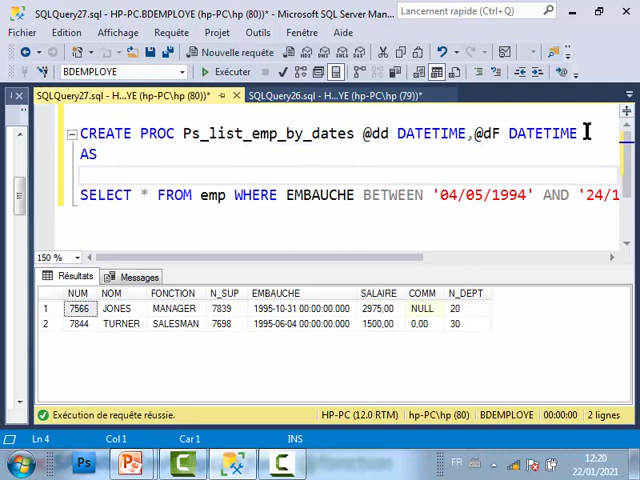 SQLQuery27.sql - HP-PC.BDEMPLOYE (hp-PC\hp (80))* - Microsoft SQL Server Man...
Lancement rapide (Ctrl+Q)
Fichier Edition Affichage Requête Projet Outils Fenêtre Aide
Nouvelle requête
BDEMPLOYE Exécuter
SQLQuery27.sql - H...YE (hp-PC\hp (80))* SQLQuery26.sql - H...YE (hp-PC\hp (79))*
CREATE PROC Ps_list_emp_by_dates @dd DATETIME,@dF DATETIME
AS
SELECT * FROM emp WHERE EMBAUCHE BETWEEN '04/05/1994' AND '24/1
150 %
Résultats Messages
NUM NOM FONCTION N_SUP EMBAUCHE SALAIRE COMM N_DEPT
1 7566 JONES MANAGER 7839 1995-10-31 00:00:00.000 2975,00 NULL 20
2 7844 TURNER SALESMAN 7698 1995-06-04 00:00:00.000 1500,00 0,00 30
Exécution de requête réussie. HP-PC (12.0 RTM) hp-PC\hp (80) BDEMPLOYE 00:00:00 2 lignes
Ln 4 Col 1 Car 1 INS
Ps FR 12:20
22/01/2021